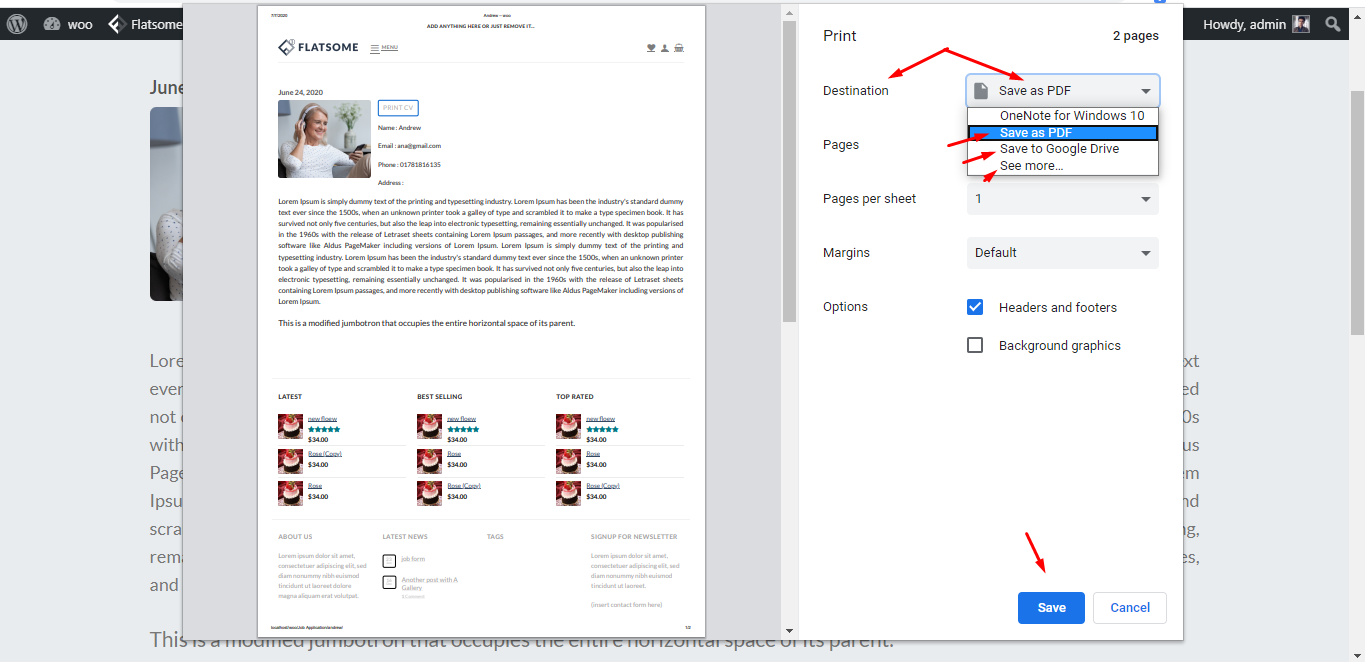 woo
Flatsome
Howdy, admin
June
Lore
ever
not
with
Page
Ipsu
scra
rema
and
xt
ed
0s
us
em
nd
ng,
es,
This is a modified jumbotron that occupies the entire horizontal space of its parent.
7/7/2020
Andrew – woo
ADD ANYTHING HERE OR JUST REMOVE IT...
FLATSOME
MENU
June 24, 2020
PRINT CV
Name : Andrew
Email : ana@gmail.com
Phone : 01781816135
Address :
Lorem Ipsum is simply dummy text of the printing and typesetting industry. Lorem Ipsum has been the industry's standard dummy
text ever since the 1500s, when an unknown printer took a galley of type and scrambled it to make a type specimen book. It has
survived not only five centuries, but also the leap into electronic typesetting, remaining essentially unchanged. It was popularised
in the 1960s with the release of Letraset sheets containing Lorem Ipsum passages, and more recently with desktop publishing
software like Aldus PageMaker including versions of Lorem Ipsum. Lorem Ipsum is simply dummy text of the printing and
typesetting industry. Lorem Ipsum has been the industry's standard dummy text ever since the 1500s, when an unknown printer
took a galley of type and scrambled it to make a type specimen book. It has survived not only five centuries, but also the leap into
electronic typesetting, remaining essentially unchanged. It was popularised in the 1960s with the release of Letraset sheets
containing Lorem Ipsum passages, and more recently with desktop publishing software like Aldus PageMaker including versions of
Lorem Ipsum.
This is a modified jumbotron that occupies the entire horizontal space of its parent.
LATEST
new floew
$34.00
Rose (Copy)
$34.00
Rose
$34.00
BEST SELLING
new floew
$34.00
Rose
$34.00
Rose (Copy)
$34.00
TOP RATED
new floew
$34.00
Rose
$34.00
Rose (Copy)
$34.00
ABOUT US
Lorem ipsum dolor sit amet,
consectetuer adipiscing elit, sed
diam nonummy nibh euismod
tincidunt ut laoreet dolore
magna aliquam erat volutpat.
LATEST NEWS
job form
Another post with A
Gallery
TAGS
SIGNUP FOR NEWSLETTER
Lorem ipsum dolor sit amet,
consectetuer adipiscing elit, sed
diam nonummy nibh euismod
tincidunt ut laoreet.
(insert contact form here)
localhost/woo/Job Application/andrew/
1/2
Print
2 pages
Destination
Save as PDF
OneNote for Windows 10
Save as PDF
Save to Google Drive
See more...
Pages
Pages per sheet
1
Margins
Default
Options
Headers and footers
Background graphics
Save
Cancel